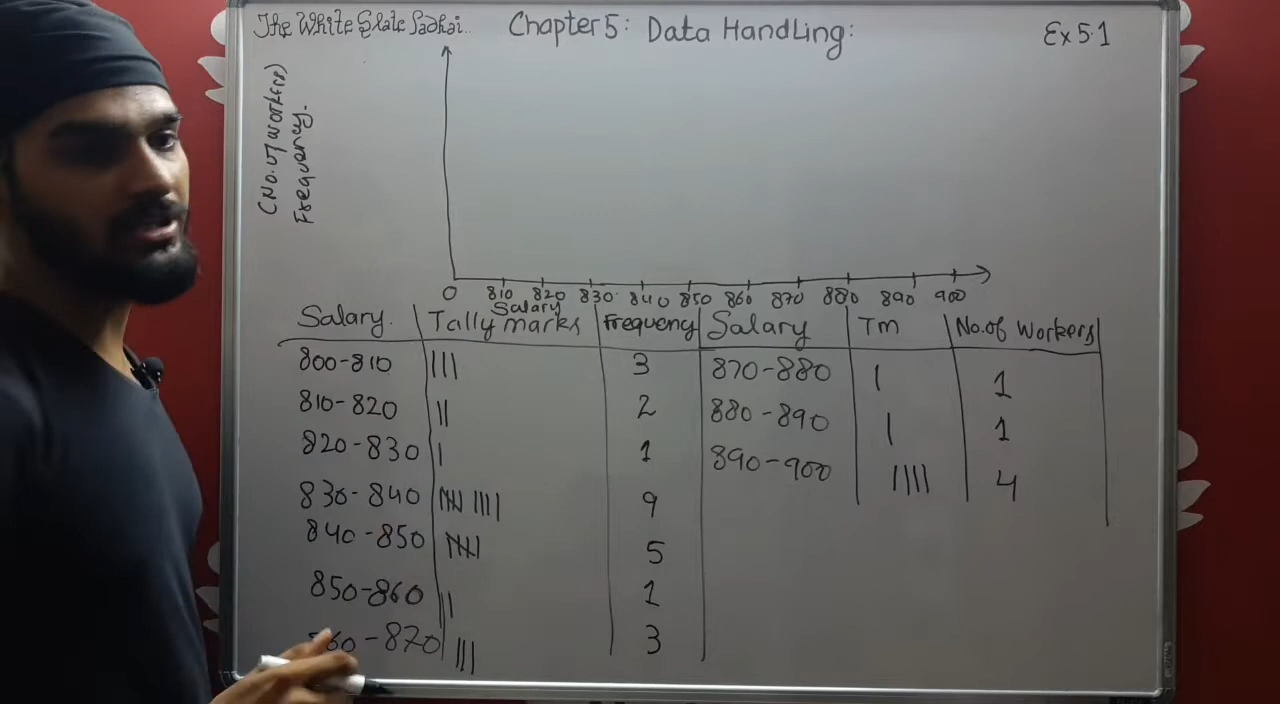 The White Slate Padhai..
Chapter 5: Data Handling:
Ex 5.1
(No. of workers)
Frequency.
0 810 820 830 840 850 860 870 880 890 900
Salary
Salary. Tally marks Frequency Salary Tm No. of Workers
800-810 ||| 3 870-880 | 1
810-820 || 2 880-890 | 1
820-830 | 1 890-900 |||| 4
830-840 |||| |||| 9
840-850 |||| 5
850-860 | 1
60-870 ||| 3